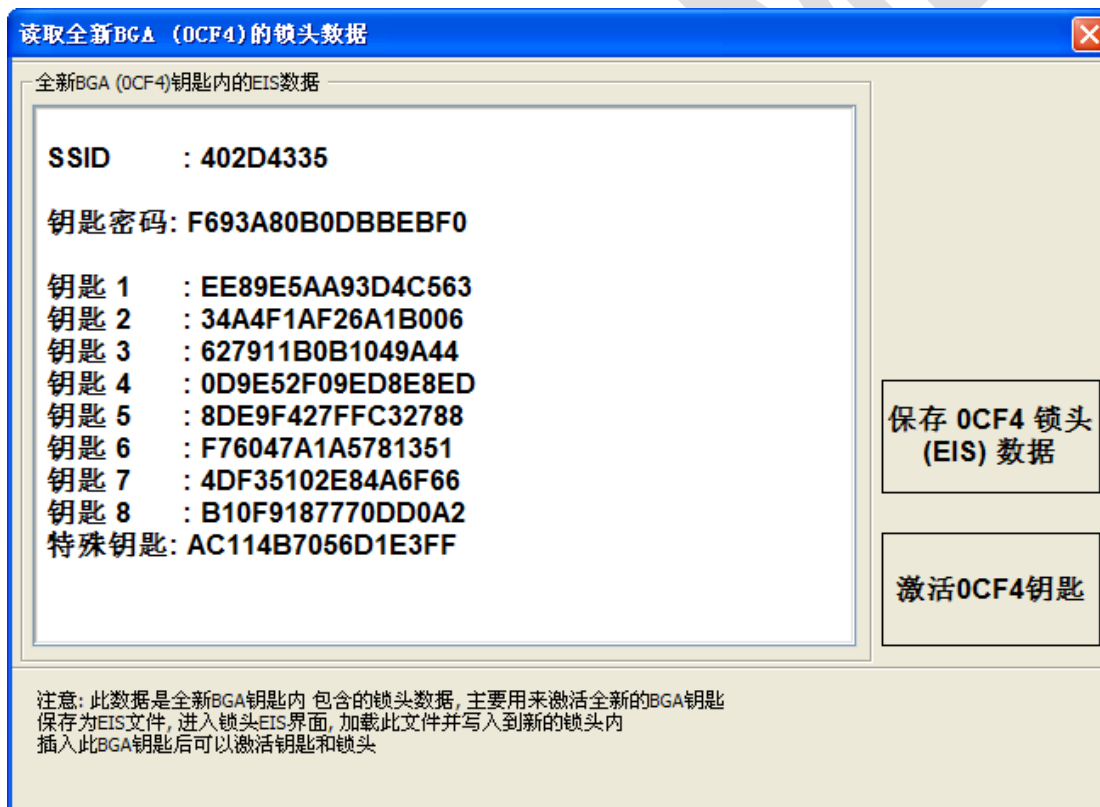 读取全新BGA (0CF4)的锁头数据
全新BGA (0CF4)钥匙内的EIS数据
SSID : 402D4335
钥匙密码: F693A80B0DBBEBF0
钥匙 1 : EE89E5AA93D4C563
钥匙 2 : 34A4F1AF26A1B006
钥匙 3 : 627911B0B1049A44
钥匙 4 : 0D9E52F09ED8E8ED
钥匙 5 : 8DE9F427FFC32788
钥匙 6 : F76047A1A5781351
钥匙 7 : 4DF35102E84A6F66
钥匙 8 : B10F9187770DD0A2
特殊钥匙: AC114B7056D1E3FF
保存 0CF4 锁头
(EIS) 数据
激活0CF4钥匙
注意: 此数据是全新BGA钥匙内 包含的锁头数据, 主要用来激活全新的BGA钥匙
保存为EIS文件, 进入锁头EIS界面, 加载此文件并写入到新的锁头内
插入此BGA钥匙后可以激活钥匙和锁头